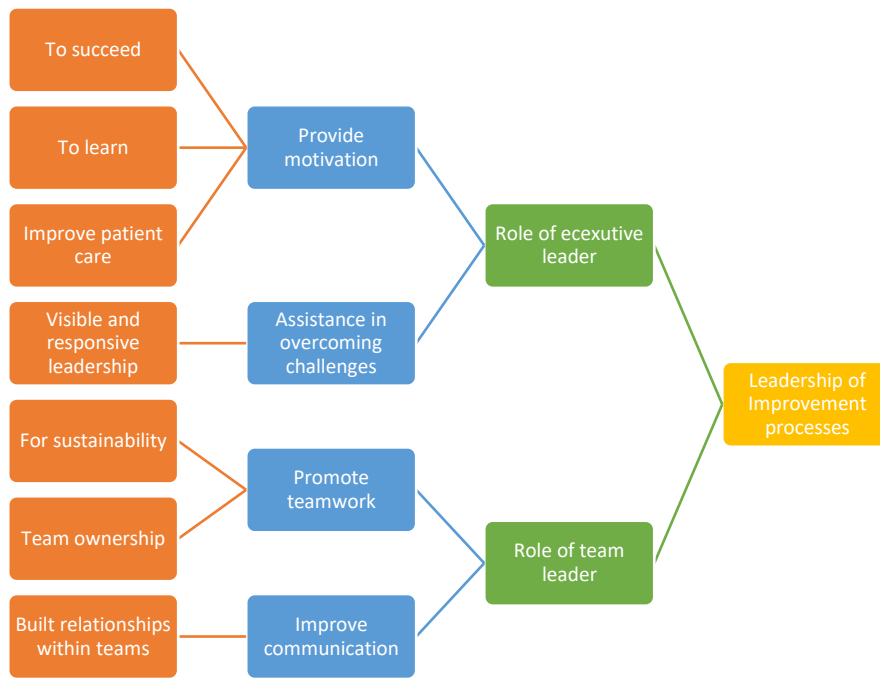 To succeed
To learn
Improve patient
care
Visible and
responsive
leadership
For sustainability
Team ownership
Built relationships
within teams
Provide
motivation
Assistance in
overcoming
challenges
Promote
teamwork
Improve
communication
Role of ecexutive
leader
Role of team
leader
Leadership of
Improvement
processes